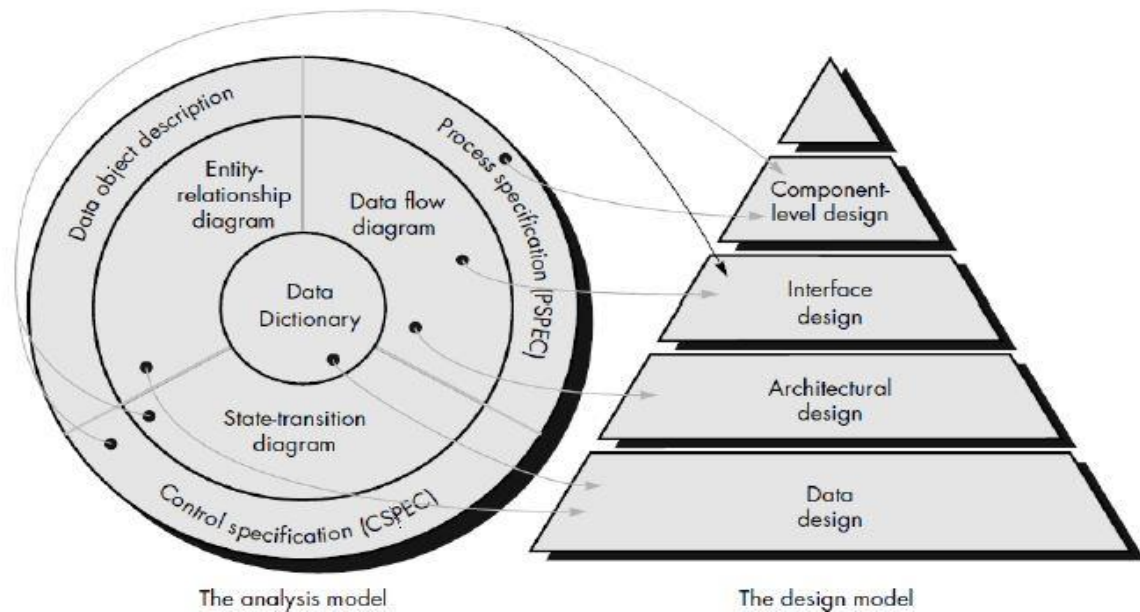 Data object description
Process specification (PSPEC)
Control specification (CSPEC)
Entity-
relationship
diagram
Data flow
diagram
Data
Dictionary
State-transition
diagram
The analysis model
Component-
level design
Interface
design
Architectural
design
Data
design
The design model